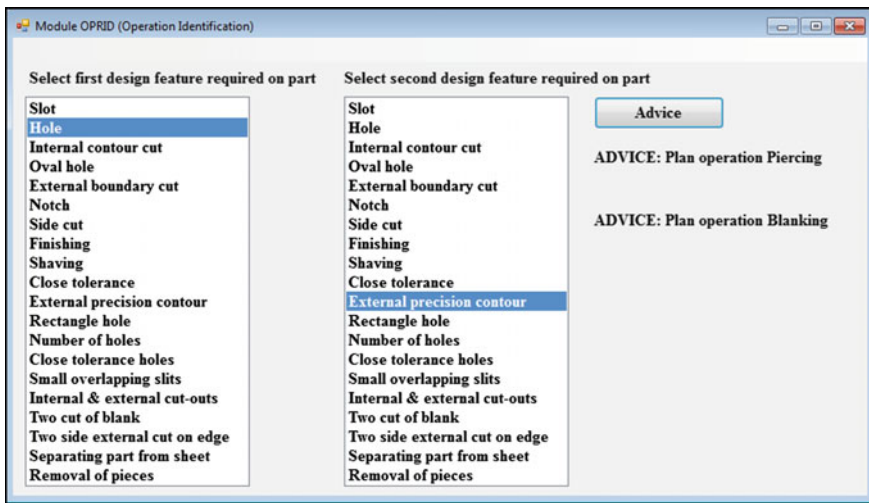 Module OPRID (Operation Identification)
Select first design feature required on part
Slot
Hole
Internal contour cut
Oval hole
External boundary cut
Notch
Side cut
Finishing
Shaving
Close tolerance
External precision contour
Rectangle hole
Number of holes
Close tolerance holes
Small overlapping slits
Internal & external cut-outs
Two cut of blank
Two side external cut on edge
Separating part from sheet
Removal of pieces
Select second design feature required on part
Slot
Hole
Internal contour cut
Oval hole
External boundary cut
Notch
Side cut
Finishing
Shaving
Close tolerance
External precision contour
Rectangle hole
Number of holes
Close tolerance holes
Small overlapping slits
Internal & external cut-outs
Two cut of blank
Two side external cut on edge
Separating part from sheet
Removal of pieces
Advice
ADVICE: Plan operation Piercing
ADVICE: Plan operation Blanking